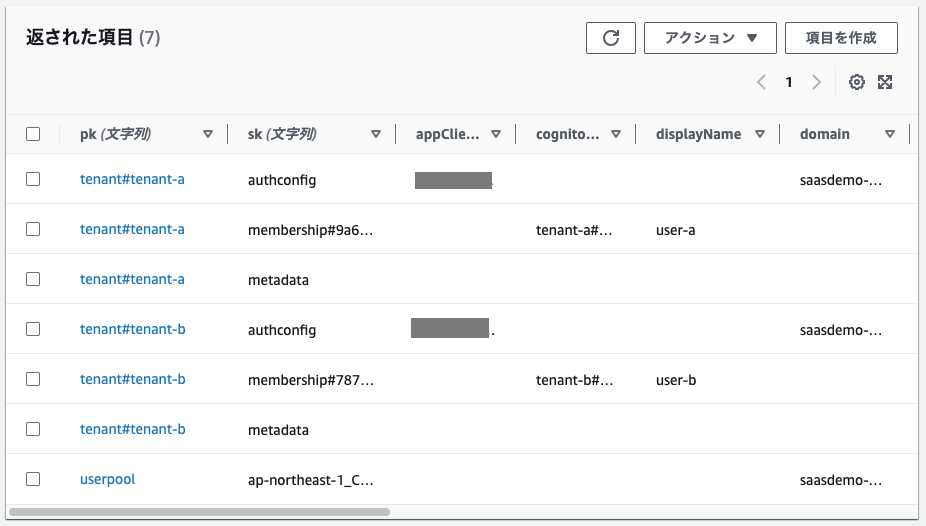 返された項目 (7)
アクション ▼
項目を作成
1
pk (文字列) sk (文字列) appClie... cognito... displayName domain
tenant#tenant-a authconfig saasdemo-...
tenant#tenant-a membership#9a6... tenant-a#... user-a
tenant#tenant-a metadata
tenant#tenant-b authconfig .. saasdemo-...
tenant#tenant-b membership#787... tenant-b#... user-b
tenant#tenant-b metadata
userpool ap-northeast-1_C... saasdemo-...